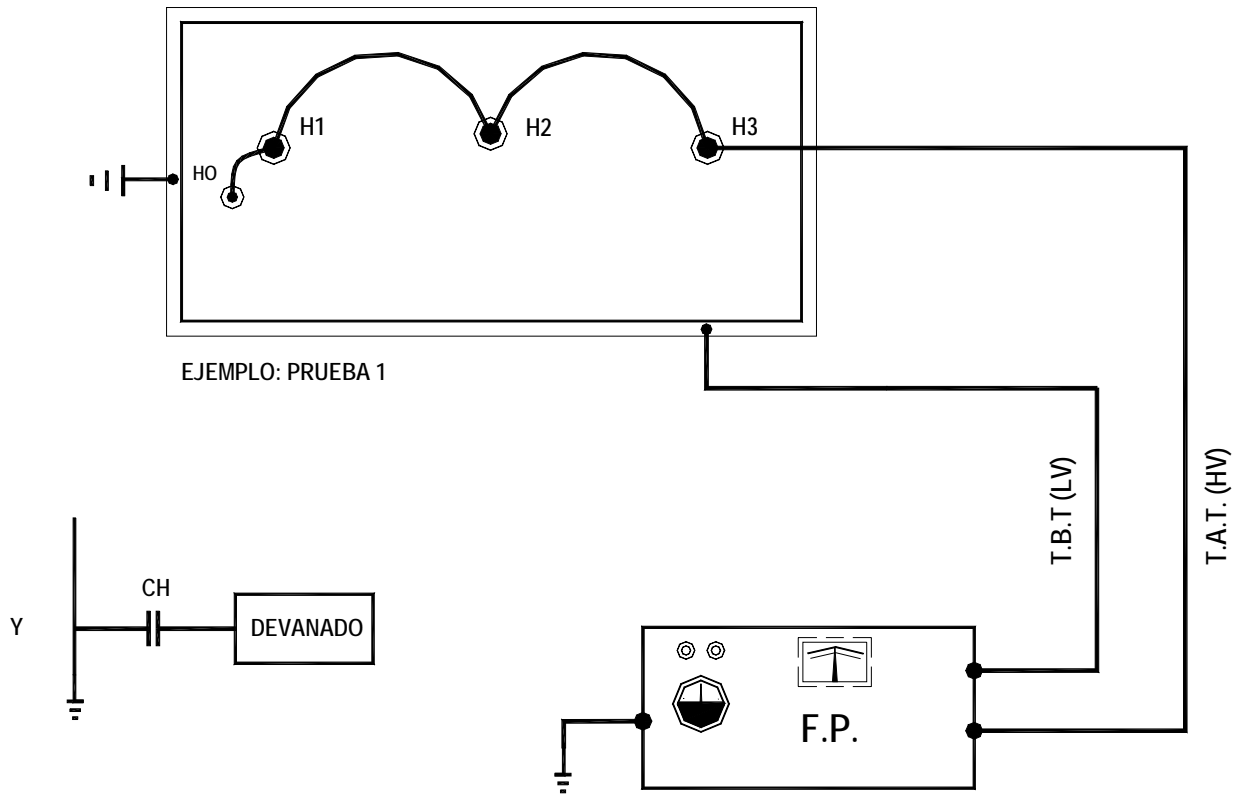 H1
H2
H3
HO
EJEMPLO: PRUEBA 1
T.B.T (LV)
T.A.T. (HV)
CH
Y
DEVANADO
F.P.